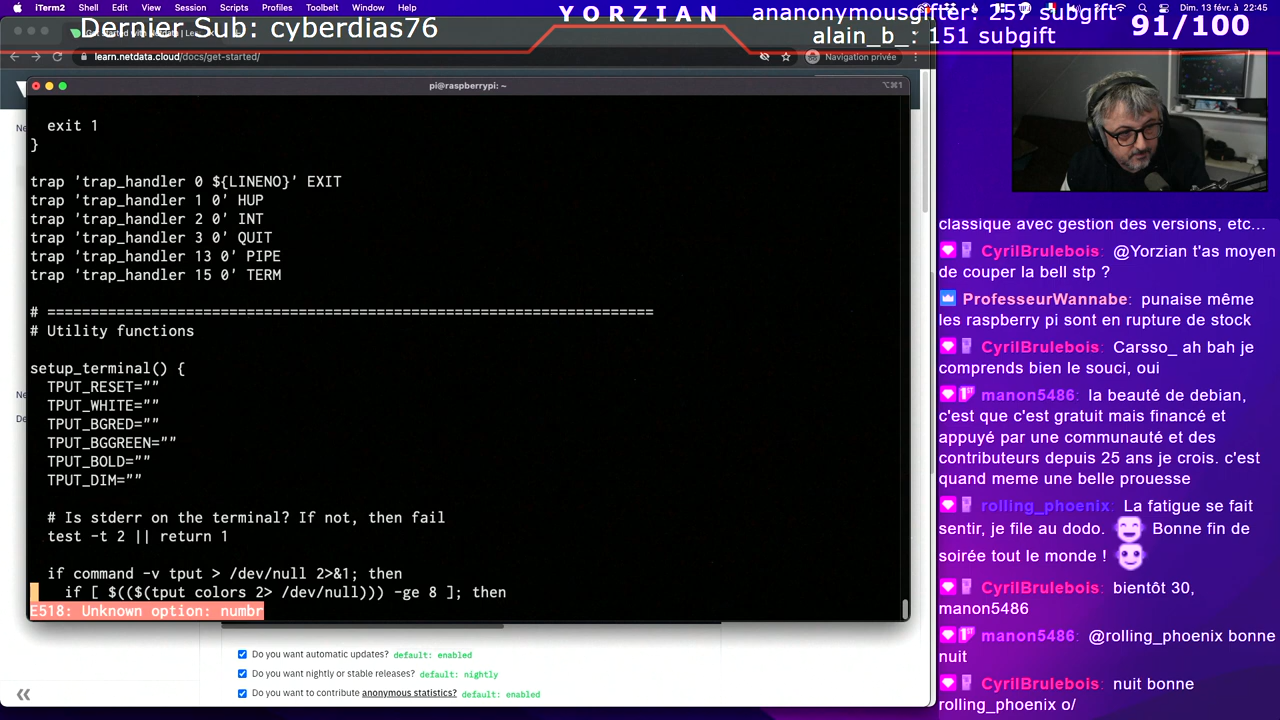 iTerm2 Shell Edit View Session Scripts Profiles Toolbelt Window Help
Dim 13 fév. à 22:45
Dernier Sub: cyberdias76
YORZIAN
ananonymousgifter: 257 subgift
alain_b_: 151 subgift
91/100
learn.netdata.cloud/docs/get-started/
Navigation privée
pi@raspberrypi: ~
⌥⌘1
exit 1
}
trap 'trap_handler 0 ${LINENO}' EXIT
trap 'trap_handler 1 0' HUP
trap 'trap_handler 2 0' INT
trap 'trap_handler 3 0' QUIT
trap 'trap_handler 13 0' PIPE
trap 'trap_handler 15 0' TERM
# ======================================================================
# Utility functions
setup_terminal() {
TPUT_RESET=""
TPUT_WHITE=""
TPUT_BGRED=""
TPUT_BGGREEN=""
TPUT_BOLD=""
TPUT_DIM=""
# Is stderr on the terminal? If not, then fail
test -t 2 || return 1
if command -v tput > /dev/null 2>&1; then
if [ $(($(tput colors 2> /dev/null))) -ge 8 ]; then
E518: Unknown option: numbr
Do you want automatic updates? default: enabled
Do you want nightly or stable releases? default: nightly
Do you want to contribute anonymous statistics? default: enabled
classique avec gestion des versions, etc...
CyrilBrulebois: @Yorzian t'as moyen
de couper la bell stp ?
ProfesseurWannabe: punaise même
les raspberry pi sont en rupture de stock
CyrilBrulebois: Carsso_ ah bah je
comprends bien le souci, oui
manon5486: la beauté de debian,
c'est que c'est gratuit mais financé et
appuyé par une communauté et des
contributeurs depuis 25 ans je crois. c'est
quand meme une belle prouesse
rolling_phoenix: La fatigue se fait
sentir, je file au dodo. Bonne fin de
soirée tout le monde !
CyrilBrulebois: bientôt 30,
manon5486
manon5486: @rolling_phoenix bonne
nuit
CyrilBrulebois: nuit bonne
rolling_phoenix o/